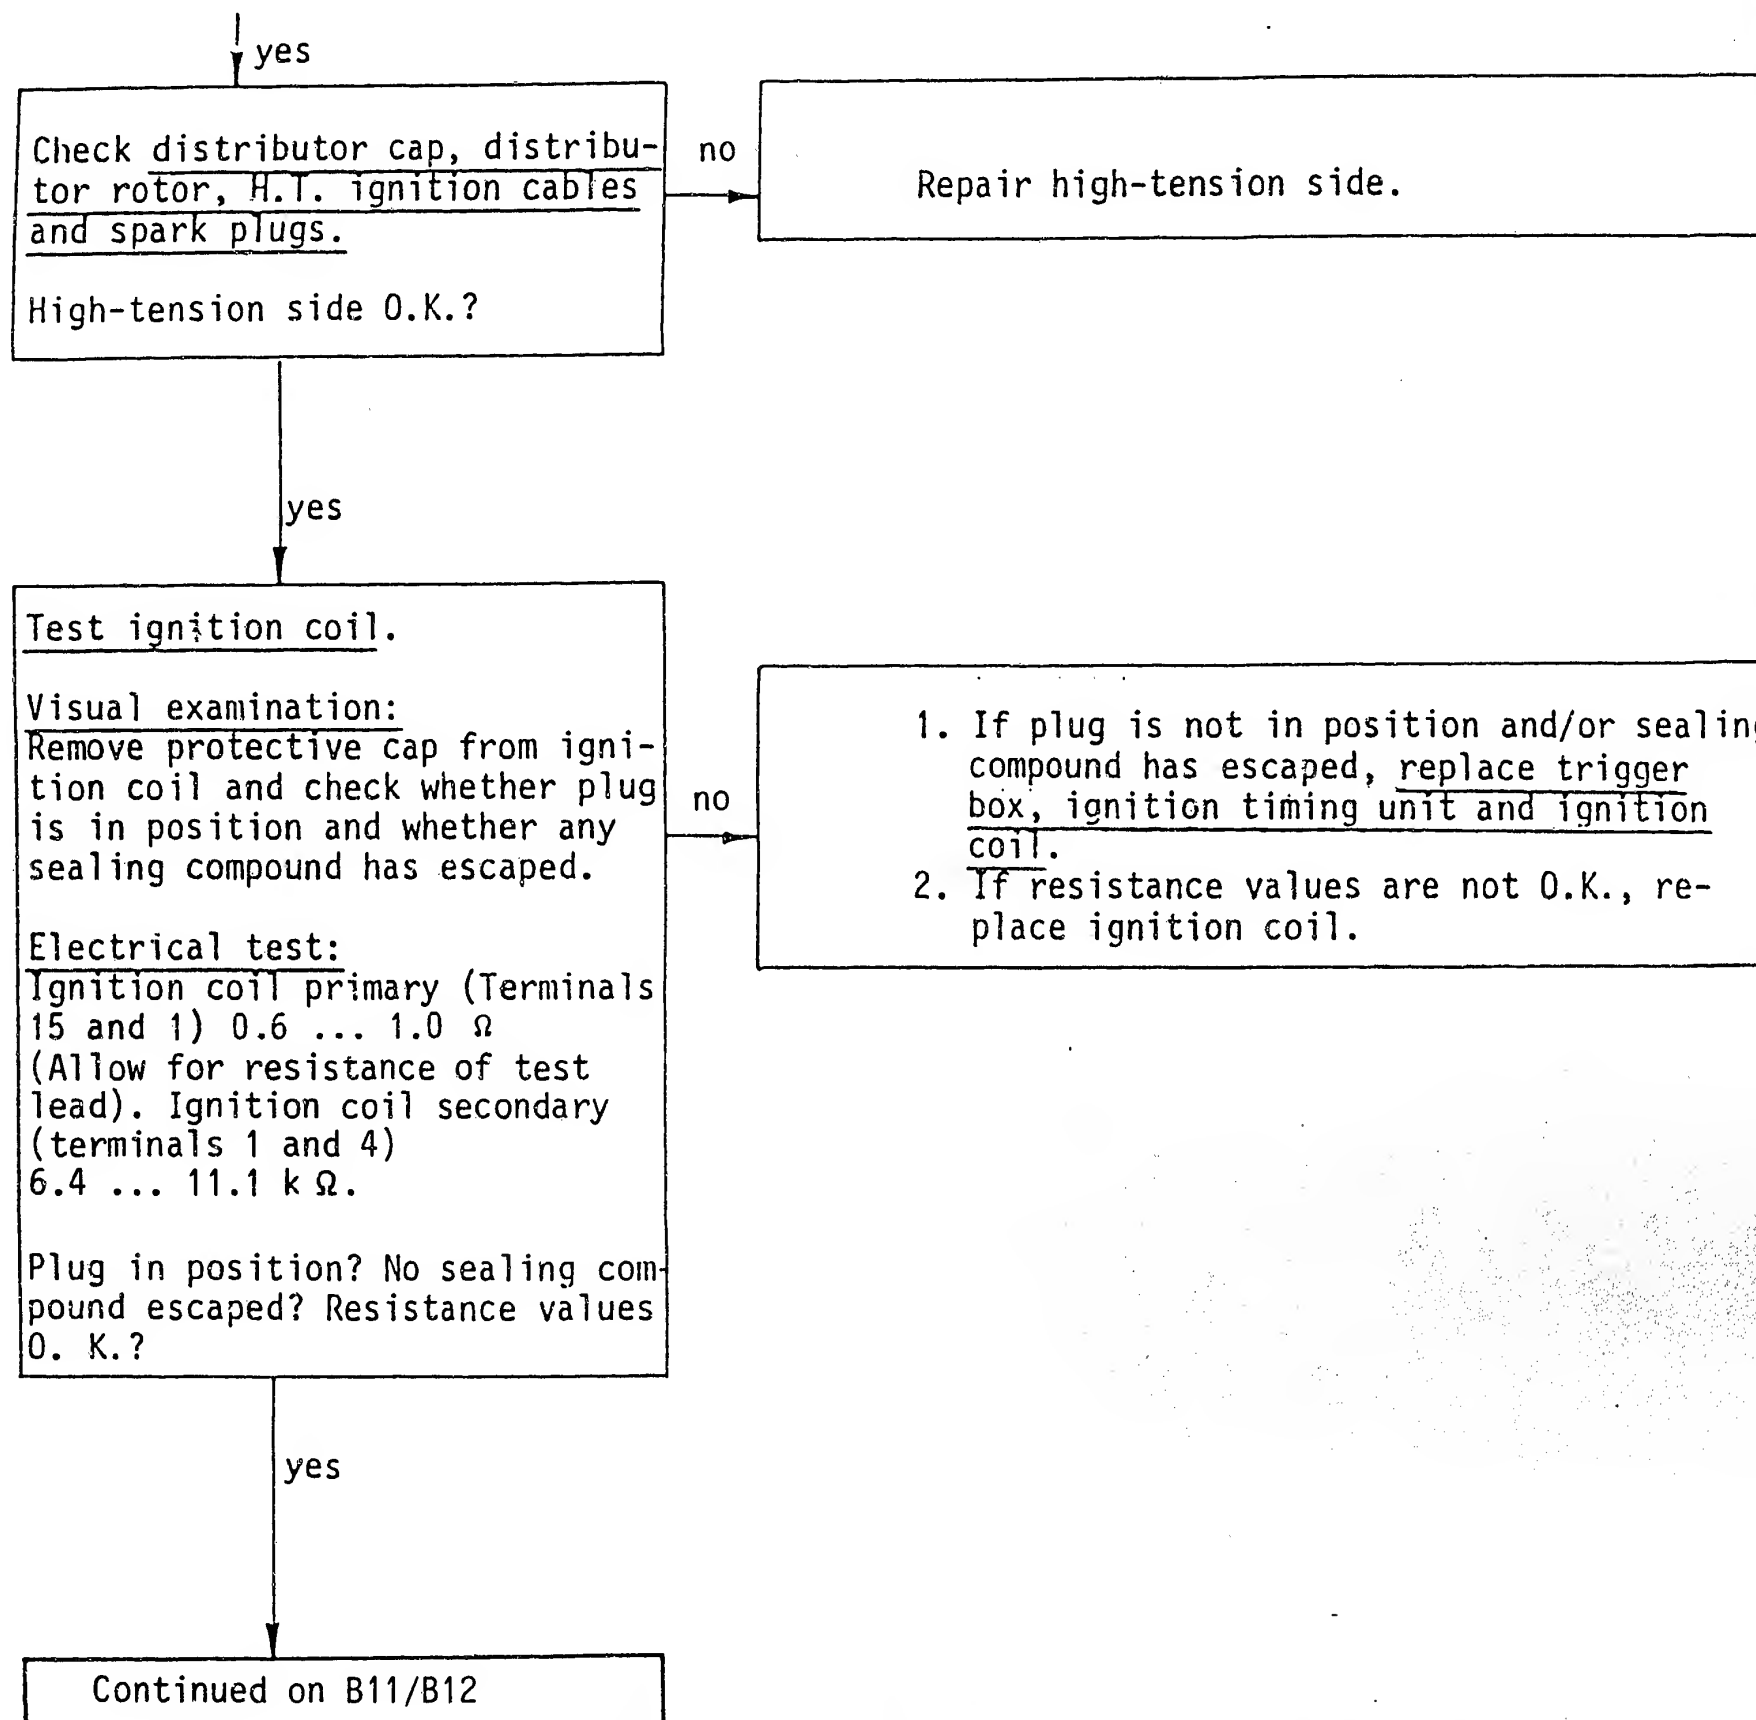 yes
Check distributor cap, distribu-
tor rotor, H.T. ignition cables
and spark plugs.
High-tension side O.K.?
no
Repair high-tension side.
yes
Test ignition coil.
Visual examination:
Remove protective cap from igni-
tion coil and check whether plug
is in position and whether any
sealing compound has escaped.
Electrical test:
Ignition coil primary (Terminals
15 and 1) 0.6 ... 1.0 Ω
(Allow for resistance of test
lead). Ignition coil secondary
(terminals 1 and 4)
6.4 ... 11.1 k Ω.
Plug in position? No sealing com-
pound escaped? Resistance values
O. K.?
no
1. If plug is not in position and/or sealing
compound has escaped, replace trigger
box, ignition timing unit and ignition
coil.
2. If resistance values are not O.K., re-
place ignition coil.
yes
Continued on B11/B12